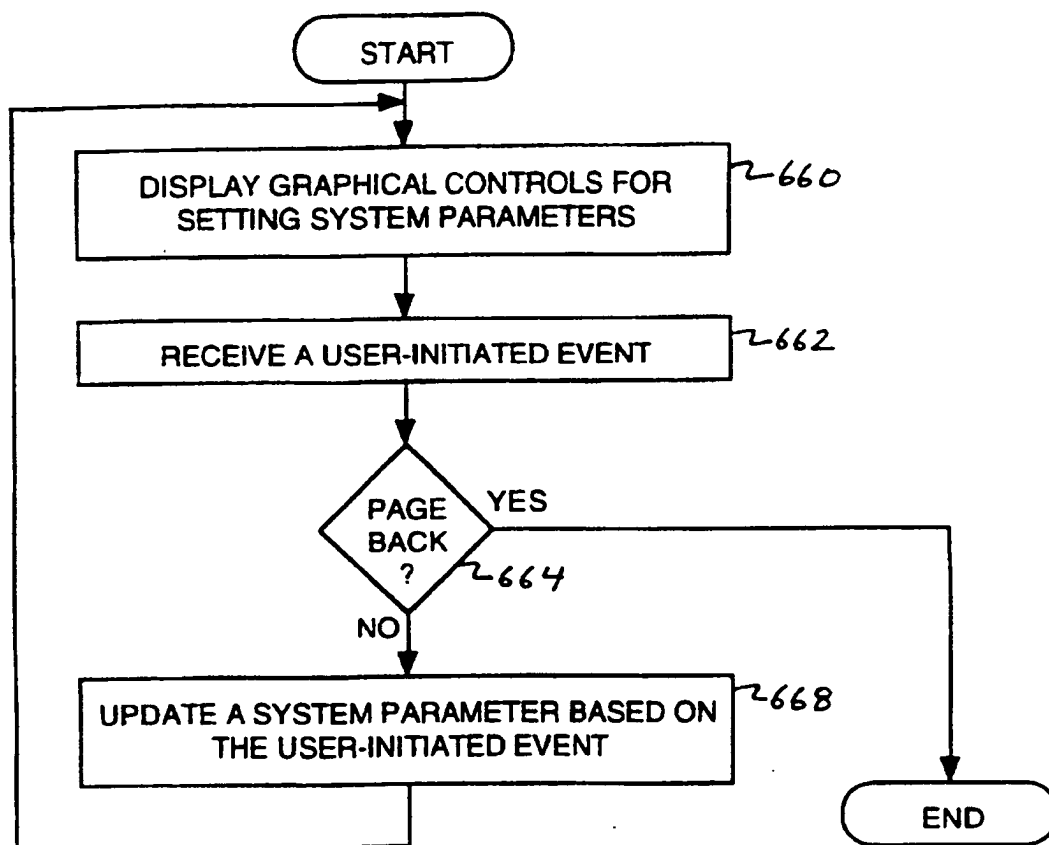 START
DISPLAY GRAPHICAL CONTROLS FOR
SETTING SYSTEM PARAMETERS
660
RECEIVE A USER-INITIATED EVENT
662
PAGE
BACK
?
YES
664
NO
UPDATE A SYSTEM PARAMETER BASED ON
THE USER-INITIATED EVENT
668
END